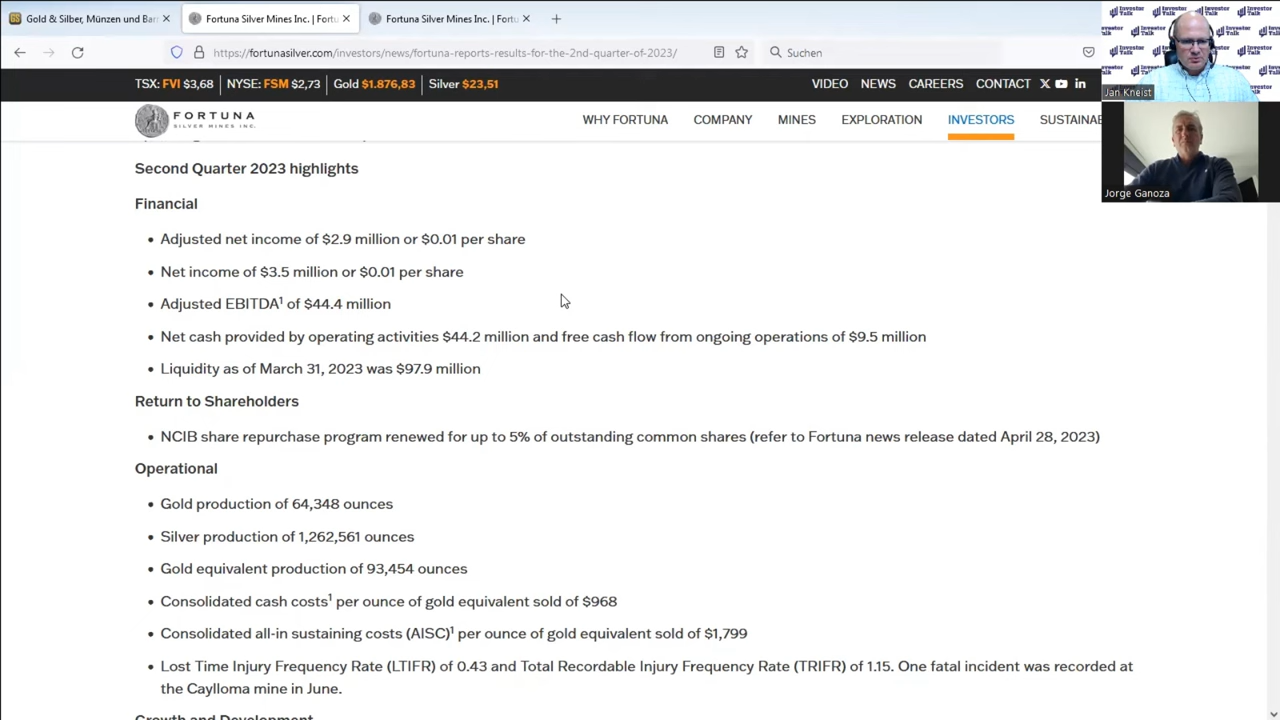 Gold & Silber, Münzen und Bar
Fortuna Silver Mines Inc. | Fortu
Fortuna Silver Mines Inc. | Fortu
https://fortunasilver.com/investors/news/fortuna-reports-results-for-the-2nd-quarter-of-2023/
TSX: FVI $3,68 NYSE: FSM $2,73 Gold $1.876,83 Silver $23,51
VIDEO NEWS CAREERS CONTACT X in
FORTUNA
SILVER MINES INC.
WHY FORTUNA COMPANY MINES EXPLORATION INVESTORS SUSTAINAB
Investor Talk
Jan Kneist
Jorge Ganoza
Second Quarter 2023 highlights
Financial
• Adjusted net income of $2.9 million or $0.01 per share
• Net income of $3.5 million or $0.01 per share
• Adjusted EBITDA¹ of $44.4 million
• Net cash provided by operating activities $44.2 million and free cash flow from ongoing operations of $9.5 million
• Liquidity as of March 31, 2023 was $97.9 million
Return to Shareholders
• NCIB share repurchase program renewed for up to 5% of outstanding common shares (refer to Fortuna news release dated April 28, 2023)
Operational
• Gold production of 64,348 ounces
• Silver production of 1,262,561 ounces
• Gold equivalent production of 93,454 ounces
• Consolidated cash costs¹ per ounce of gold equivalent sold of $968
• Consolidated all-in sustaining costs (AISC)¹ per ounce of gold equivalent sold of $1,799
• Lost Time Injury Frequency Rate (LTIFR) of 0.43 and Total Recordable Injury Frequency Rate (TRIFR) of 1.15. One fatal incident was recorded at
the Caylloma mine in June.
Growth and Development